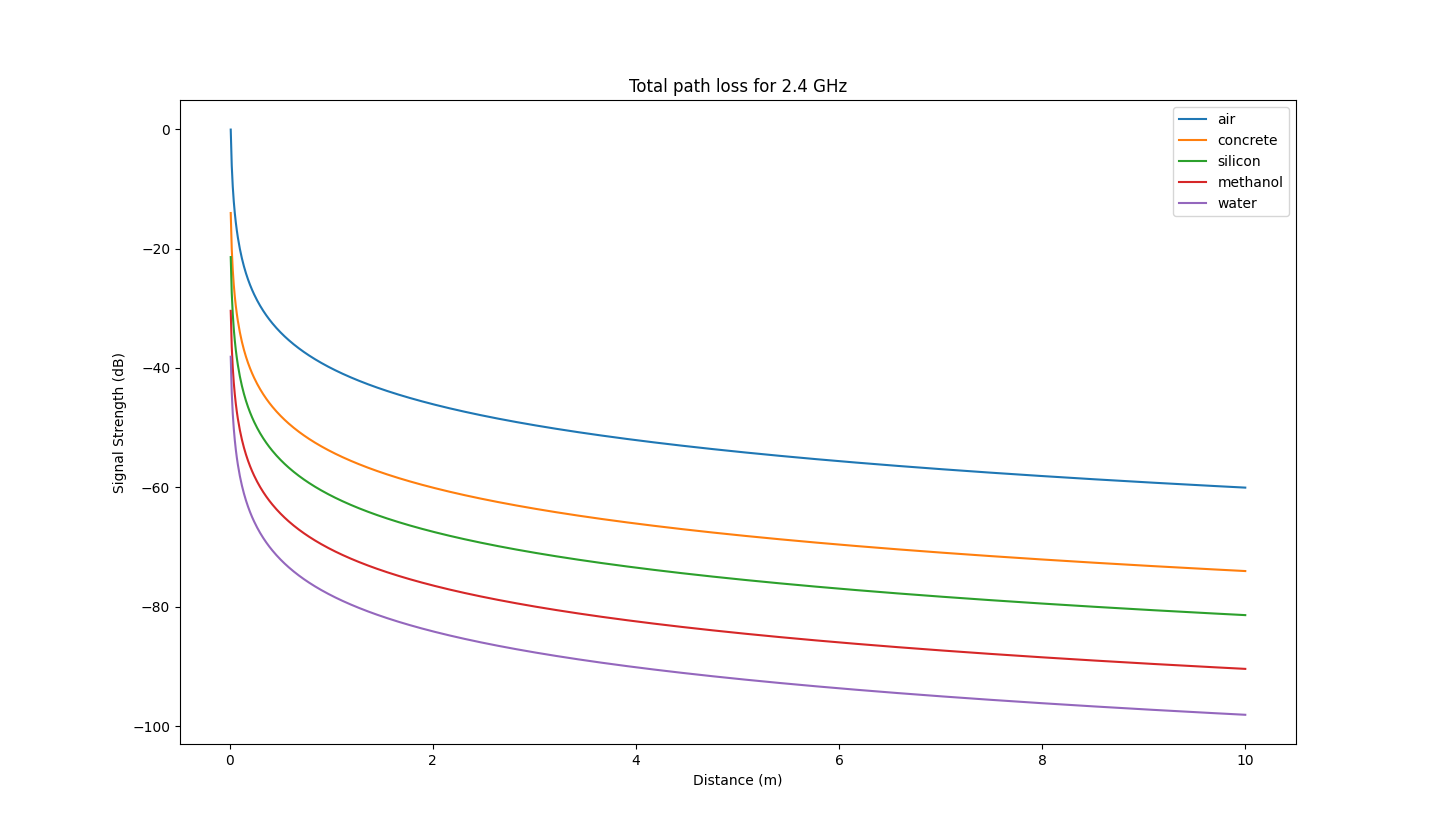 Total path loss for 2.4 GHz
air
concrete
silicon
methanol
water
Signal Strength (dB)
0
−20
−40
−60
−80
−100
0 2 4 6 8 10
Distance (m)